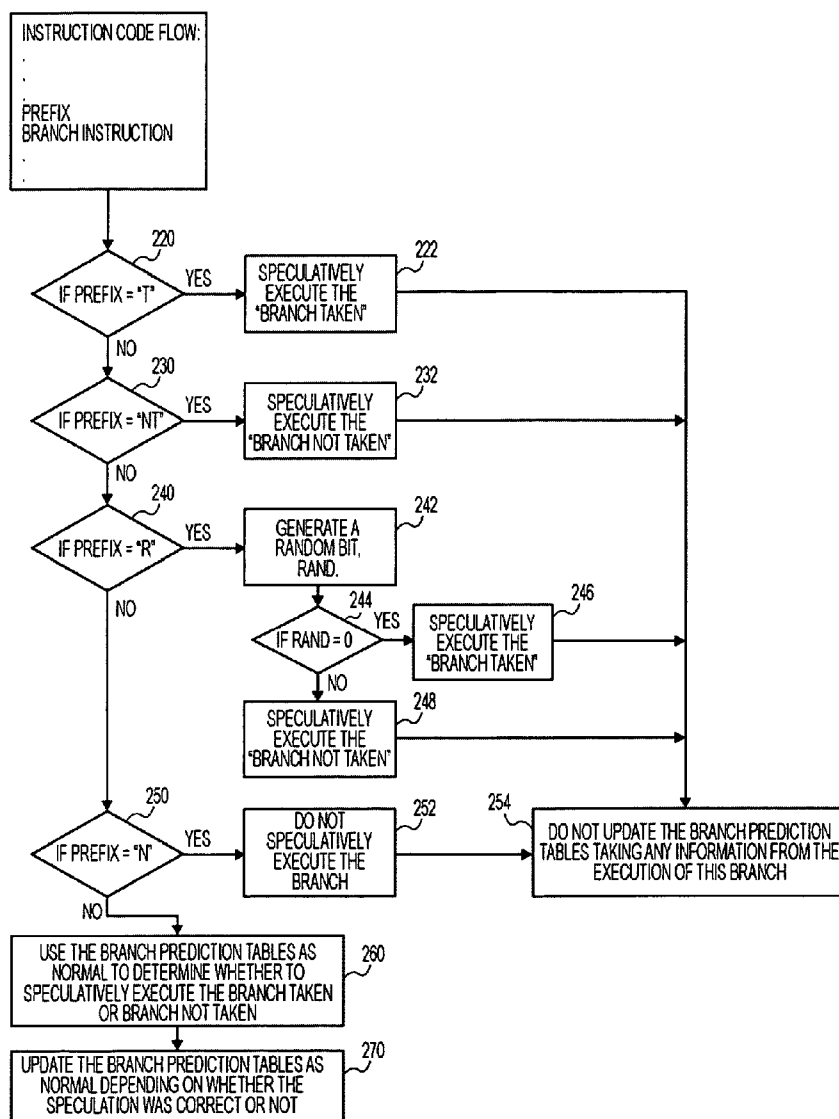 INSTRUCTION CODE FLOW:
.
.
.
PREFIX
BRANCH INSTRUCTION
.
.
220
IF PREFIX = "T"
YES
222
SPECULATIVELY
EXECUTE THE
"BRANCH TAKEN"
NO
230
IF PREFIX = "NT"
YES
232
SPECULATIVELY
EXECUTE THE
"BRANCH NOT TAKEN"
NO
240
IF PREFIX = "R"
YES
242
GENERATE A
RANDOM BIT,
RAND.
NO
244
IF RAND = 0
YES
246
SPECULATIVELY
EXECUTE THE
"BRANCH TAKEN"
NO
248
SPECULATIVELY
EXECUTE THE
"BRANCH NOT TAKEN"
250
IF PREFIX = "N"
YES
252
DO NOT
SPECULATIVELY
EXECUTE THE
BRANCH
254
DO NOT UPDATE THE BRANCH PREDICTION
TABLES TAKING ANY INFORMATION FROM THE
EXECUTION OF THIS BRANCH
NO
USE THE BRANCH PREDICTION TABLES AS
NORMAL TO DETERMINE WHETHER TO
SPECULATIVELY EXECUTE THE BRANCH TAKEN
OR BRANCH NOT TAKEN
260
UPDATE THE BRANCH PREDICTION TABLES AS
NORMAL DEPENDING ON WHETHER THE
SPECULATION WAS CORRECT OR NOT
270